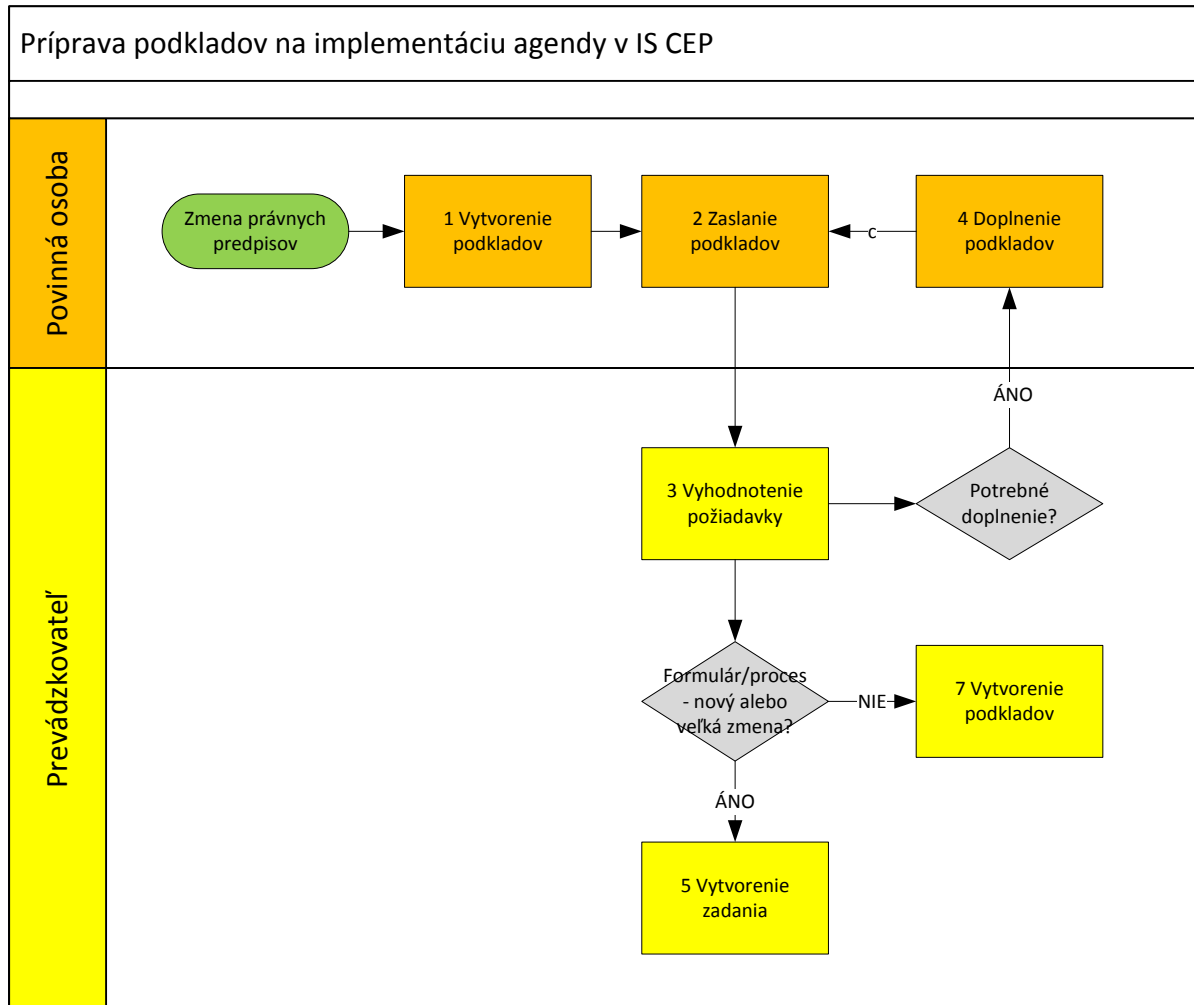 Príprava podkladov na implementáciu agendy v IS CEP
Povinná osoba
Zmena právnych
predpisov
1 Vytvorenie
podkladov
2 Zaslanie
podkladov
c
4 Doplnenie
podkladov
Prevádzkovateľ
ÁNO
3 Vyhodnotenie
požiadavky
Potrebné
doplnenie?
Formulár/proces
- nový alebo
veľká zmena?
NIE
7 Vytvorenie
podkladov
ÁNO
5 Vytvorenie
zadania